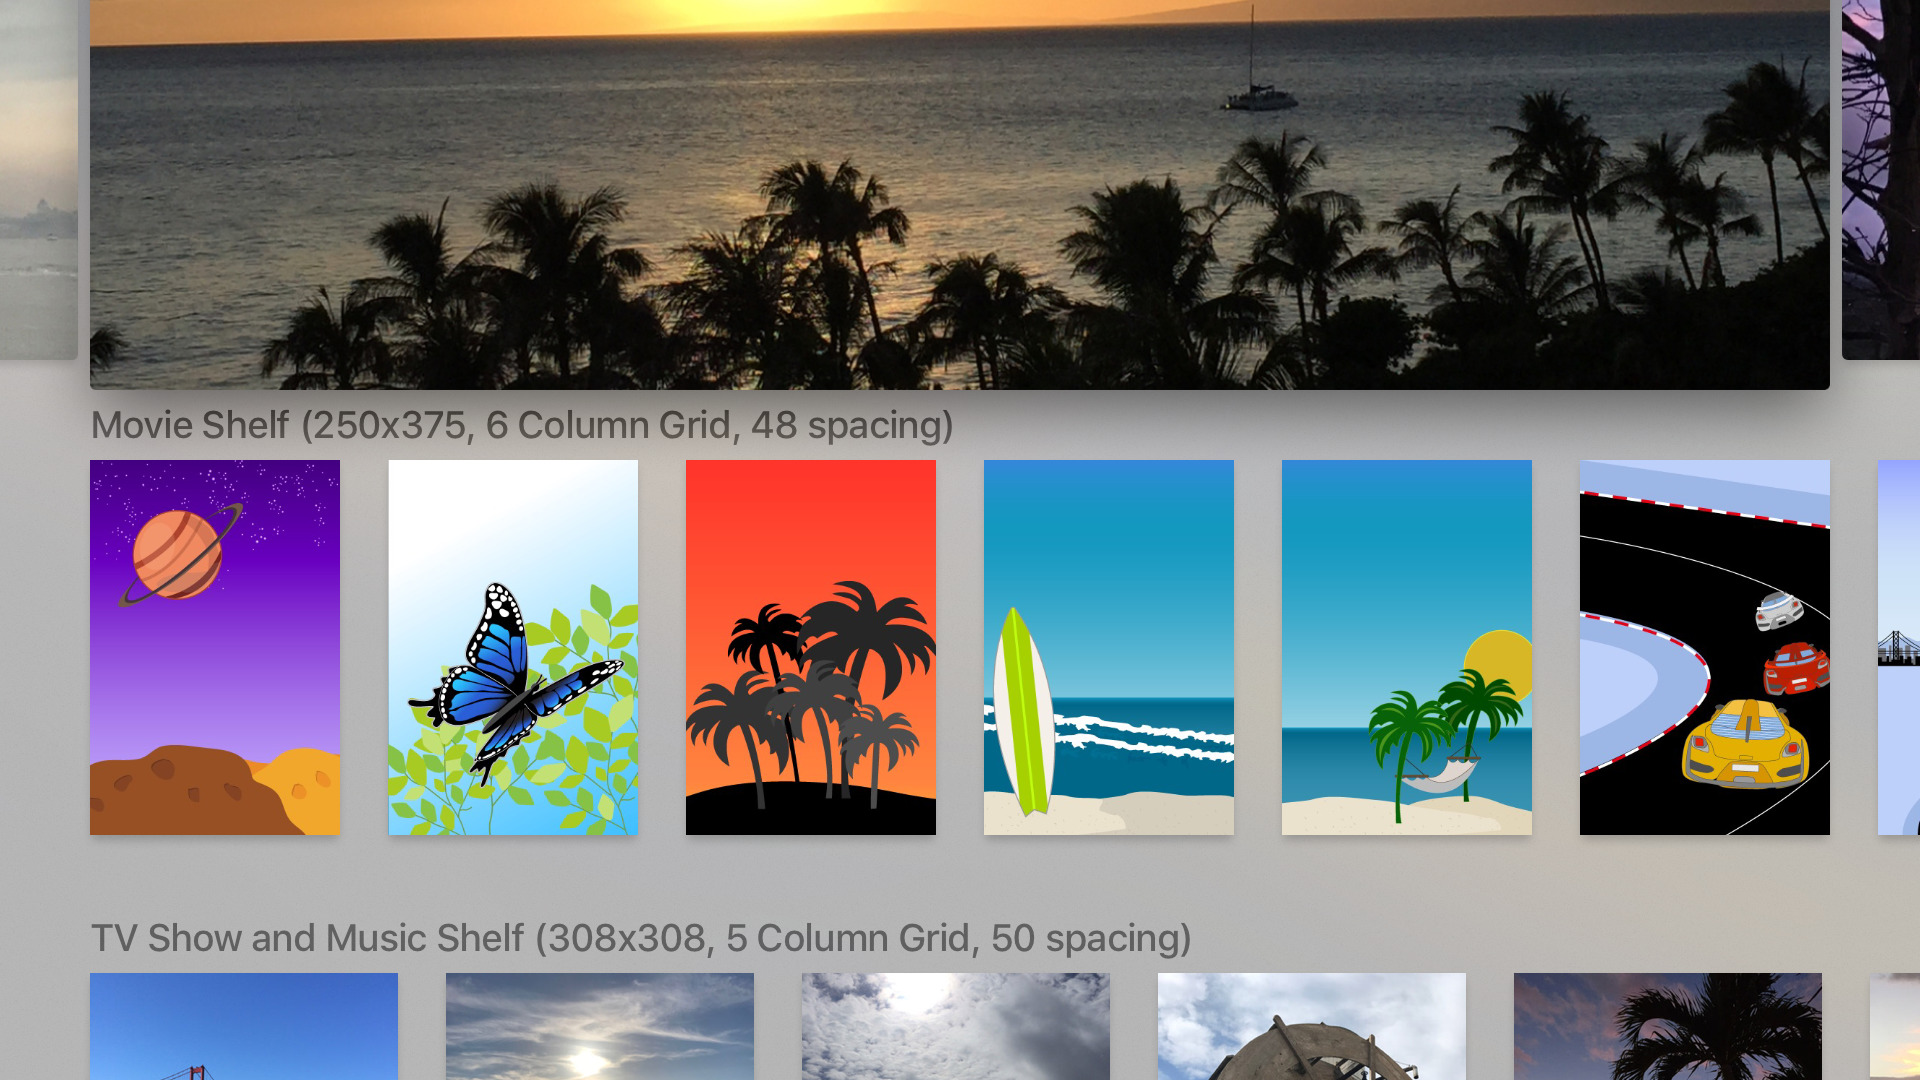 Movie Shelf (250x375, 6 Column Grid, 48 spacing)
TV Show and Music Shelf (308x308, 5 Column Grid, 50 spacing)